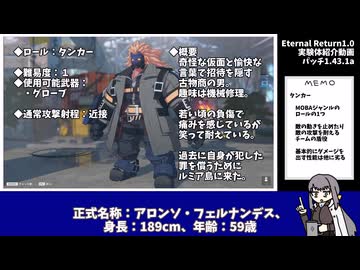 ◆ロール：タンカー
◆難易度：１
◆使用可能武器：
・グローブ
◆通常攻撃射程：近接
◆概要
奇怪な仮面と愉快な
言葉で招待を隠す
古物商の男。
趣味は機械修理。
若い頃の負傷で
痛みを感じているが
笑って耐えている。
過去に自身が犯した
罪を償うために
ルミア島に来た。
Eternal Return1.0
実験体紹介動画
パッチ1.43.1a
MEMO
タンカー
MOBAジャンルの
ロールの1つ
敵の動きを止めたり
敵の攻撃を耐える
チームの盾役
基本的にダメージを
出す性能は他に劣る
正式名称：アロンソ・フェルナンデス、
身長：189cm、年齢：59歳